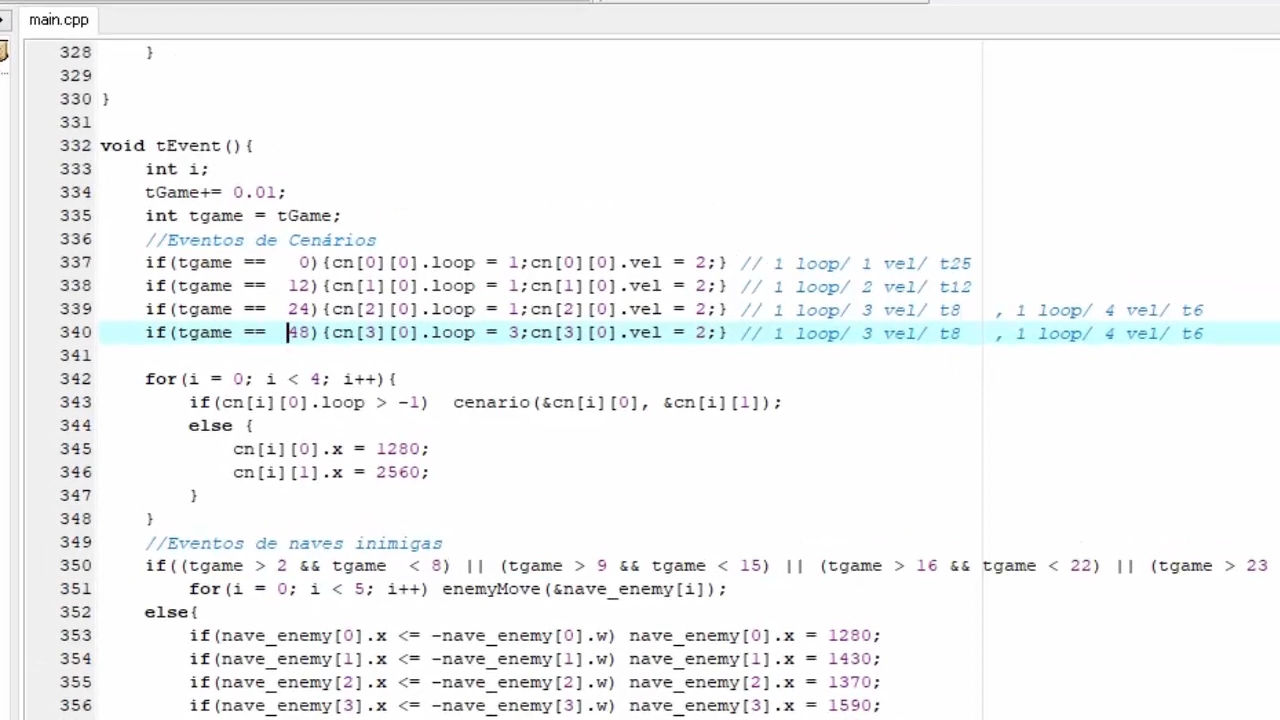 main.cpp
328 }
329
330 }
331
332 void tEvent(){
333 int i;
334 tGame+= 0.01;
335 int tgame = tGame;
336 //Eventos de Cenários
337 if(tgame == 0){cn[0][0].loop = 1;cn[0][0].vel = 2;} // 1 loop/ 1 vel/ t25
338 if(tgame == 12){cn[1][0].loop = 1;cn[1][0].vel = 2;} // 1 loop/ 2 vel/ t12
339 if(tgame == 24){cn[2][0].loop = 1;cn[2][0].vel = 2;} // 1 loop/ 3 vel/ t8 , 1 loop/ 4 vel/ t6
340 if(tgame == 48){cn[3][0].loop = 3;cn[3][0].vel = 2;} // 1 loop/ 3 vel/ t8 , 1 loop/ 4 vel/ t6
341
342 for(i = 0; i < 4; i++){
343 if(cn[i][0].loop > -1) cenario(&cn[i][0], &cn[i][1]);
344 else {
345 cn[i][0].x = 1280;
346 cn[i][1].x = 2560;
347 }
348 }
349 //Eventos de naves inimigas
350 if((tgame > 2 && tgame < 8) || (tgame > 9 && tgame < 15) || (tgame > 16 && tgame < 22) || (tgame > 23
351 for(i = 0; i < 5; i++) enemyMove(&nave_enemy[i]);
352 else{
353 if(nave_enemy[0].x <= -nave_enemy[0].w) nave_enemy[0].x = 1280;
354 if(nave_enemy[1].x <= -nave_enemy[1].w) nave_enemy[1].x = 1430;
355 if(nave_enemy[2].x <= -nave_enemy[2].w) nave_enemy[2].x = 1370;
356 if(nave_enemy[3].x <= -nave_enemy[3].w) nave_enemy[3].x = 1590;